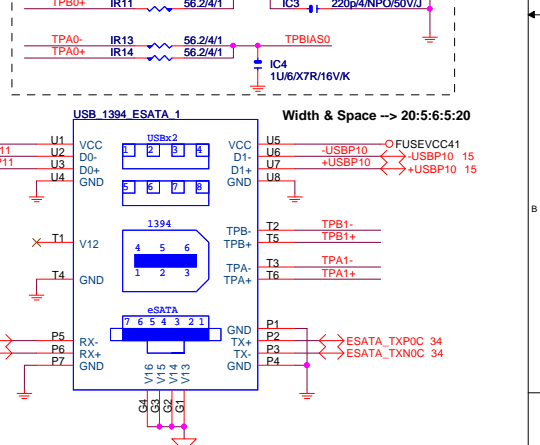 TPB0+ IR11 56.2/4/1 IC3 220p/4/NPO/50V/J
TPA0- IR13 56.2/4/1 TPBIAS0
TPA0+ IR14 56.2/4/1
IC4
1U/6/X7R/16V/K
USB_1394_ESATA_1 Width & Space --> 20:5:6:5:20
U1 VCC USBx2 VCC U5 FUSEVCC41
11 U2 D0- 1 2 3 4 D1- U6 -USBP10 -USBP10 15
P11 U3 D0+ D1+ U7 +USBP10 +USBP10 15
U4 GND GND U8
5 6 7 8
1394 TPB- T2 TPB1-
T1 V12 4 5 6 TPB+ T5 TPB1+
1 2 3 TPA- T3 TPA1-
T4 GND TPA+ T6 TPA1+
eSATA
7 6 5 4 3 2 1 GND P1
P5 RX- TX+ P2 ESATA_TXP0C 34
P6 RX+ TX- P3 ESATA_TXN0C 34
P7 GND GND P4
V16 V15 V14 V13
G4 G3 G2 G1
B